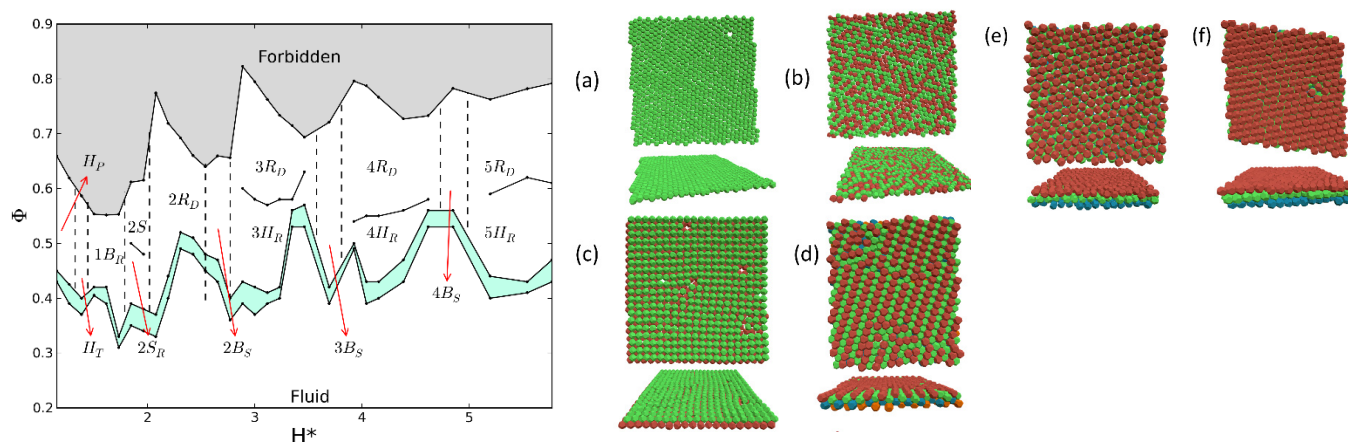 0.9
0.8
0.7
0.6
0.5
0.4
0.3
0.2
Φ
2
3
4
5
H*
Forbidden
Fluid
H_P
2S
1B_R
2R_D
3R_D
4R_D
5R_D
3H_R
4H_R
5H_R
H_T
2S_R
2B_S
3B_S
4B_S
(a)
(b)
(c)
(d)
(e)
(f)